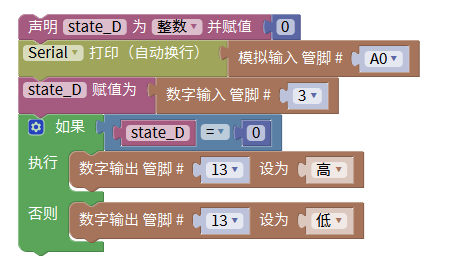 声明 state_D 为 整数 并赋值 0
Serial 打印（自动换行） 模拟输入 管脚 # A0
state_D 赋值为 数字输入 管脚 # 3
如果 state_D = 0
执行 数字输出 管脚 # 13 设为 高
否则 数字输出 管脚 # 13 设为 低